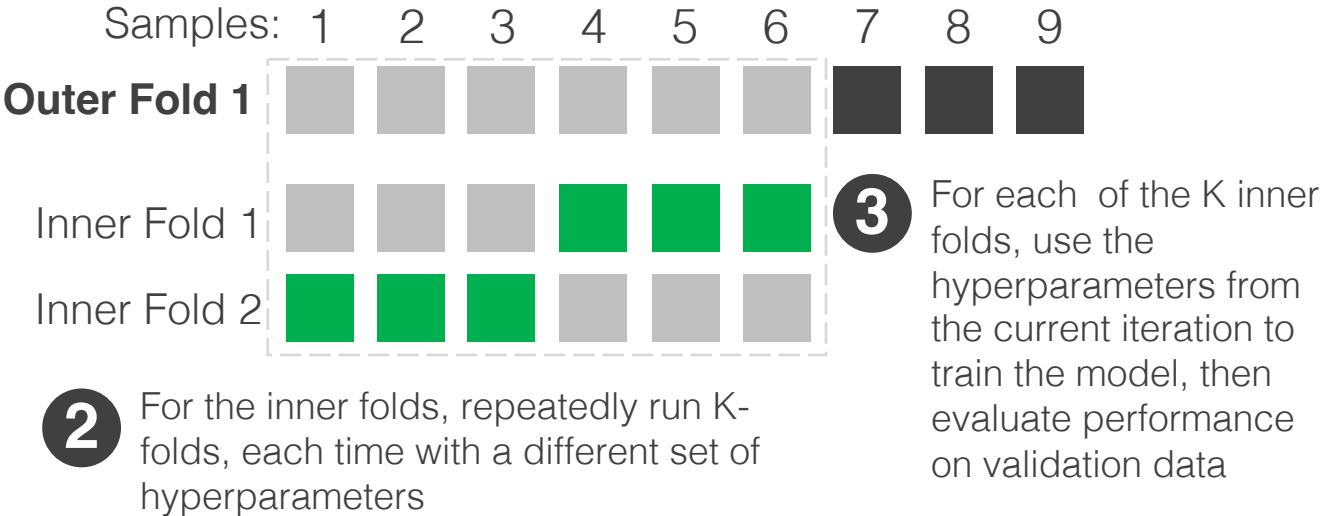 Samples: 1 2 3 4 5 6 7 8 9
Outer Fold 1
Inner Fold 1
Inner Fold 2
3 For each of the K inner
folds, use the
hyperparameters from
the current iteration to
train the model, then
evaluate performance
on validation data
2 For the inner folds, repeatedly run K-
folds, each time with a different set of
hyperparameters